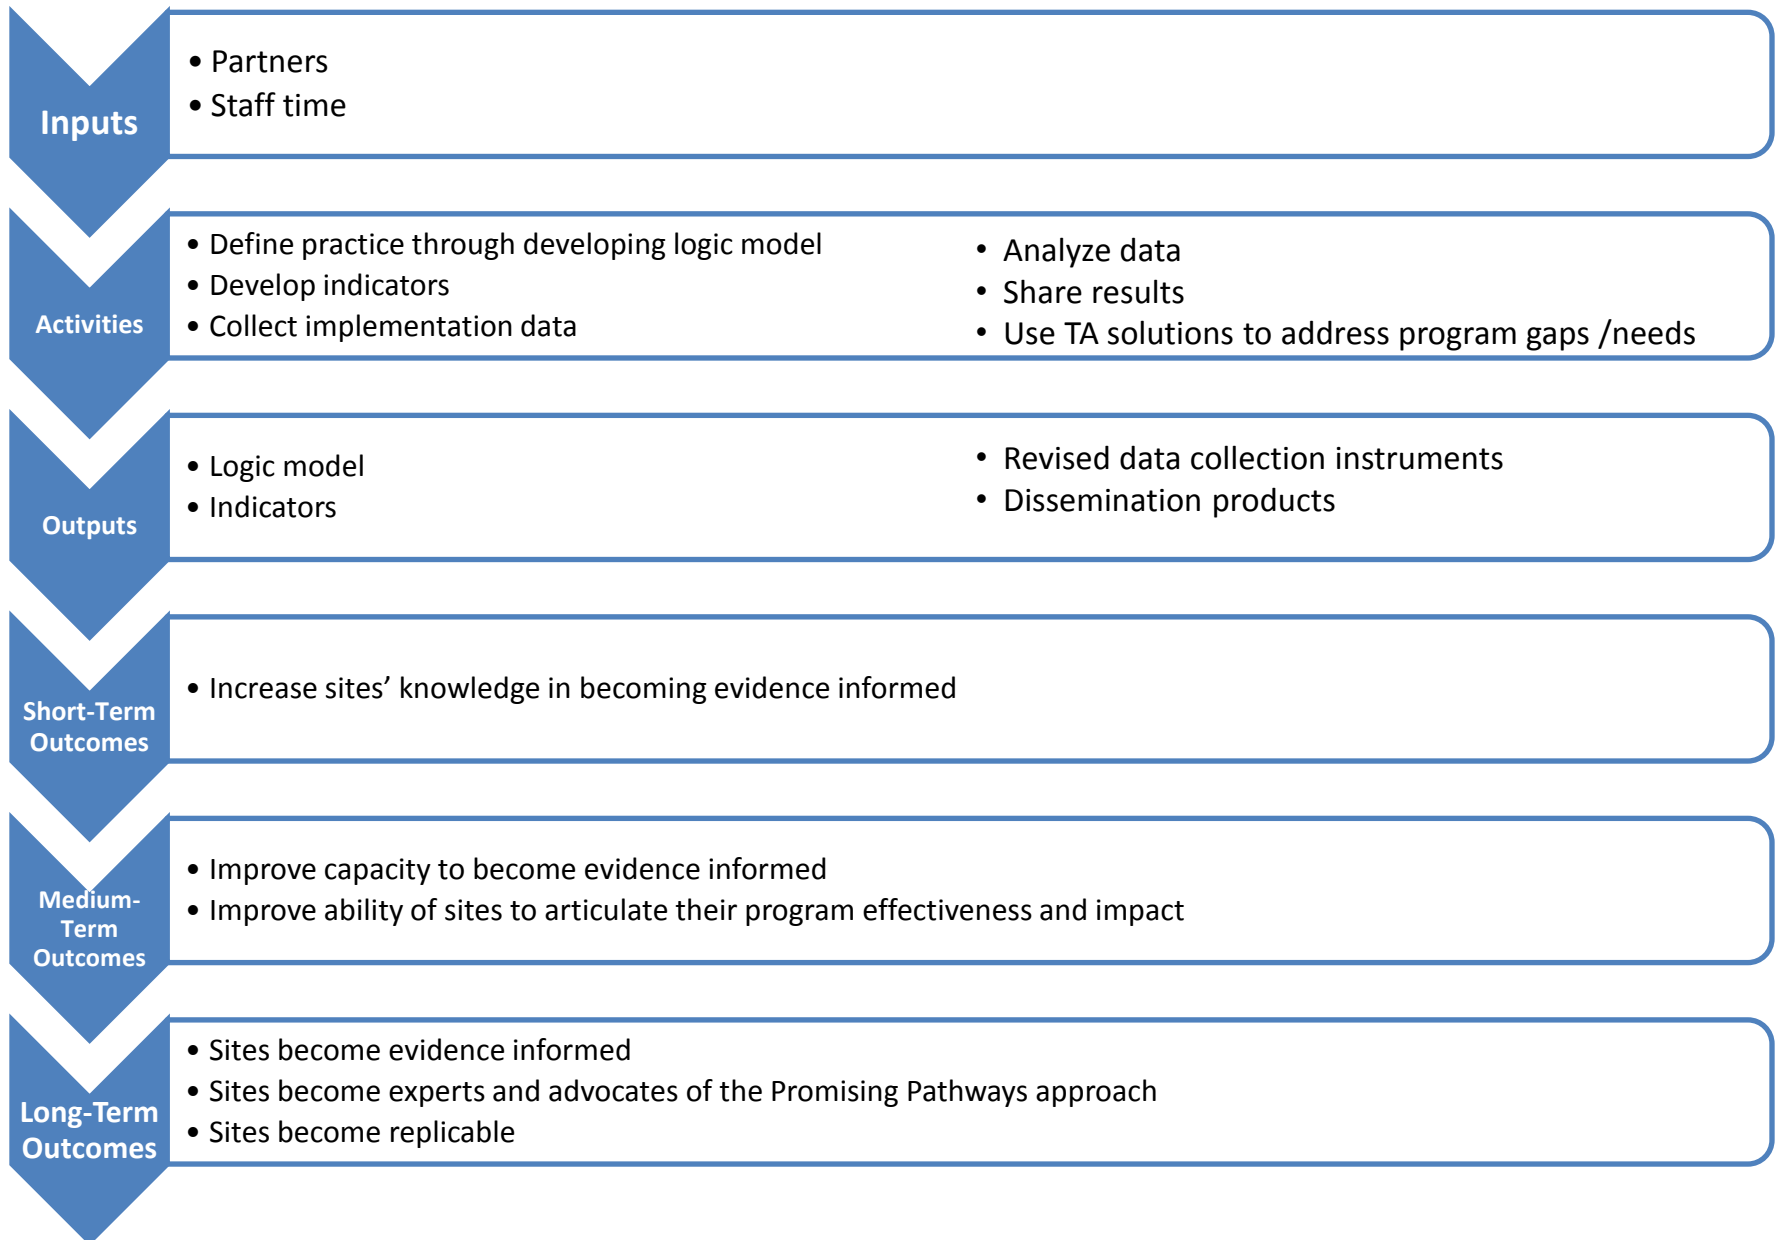 Inputs
• Partners
• Staff time
Activities
• Define practice through developing logic model
• Develop indicators
• Collect implementation data
• Analyze data
• Share results
• Use TA solutions to address program gaps /needs
Outputs
• Logic model
• Indicators
• Revised data collection instruments
• Dissemination products
Short-Term
Outcomes
• Increase sites’ knowledge in becoming evidence informed
Medium-
Term
Outcomes
• Improve capacity to become evidence informed
• Improve ability of sites to articulate their program effectiveness and impact
Long-Term
Outcomes
• Sites become evidence informed
• Sites become experts and advocates of the Promising Pathways approach
• Sites become replicable